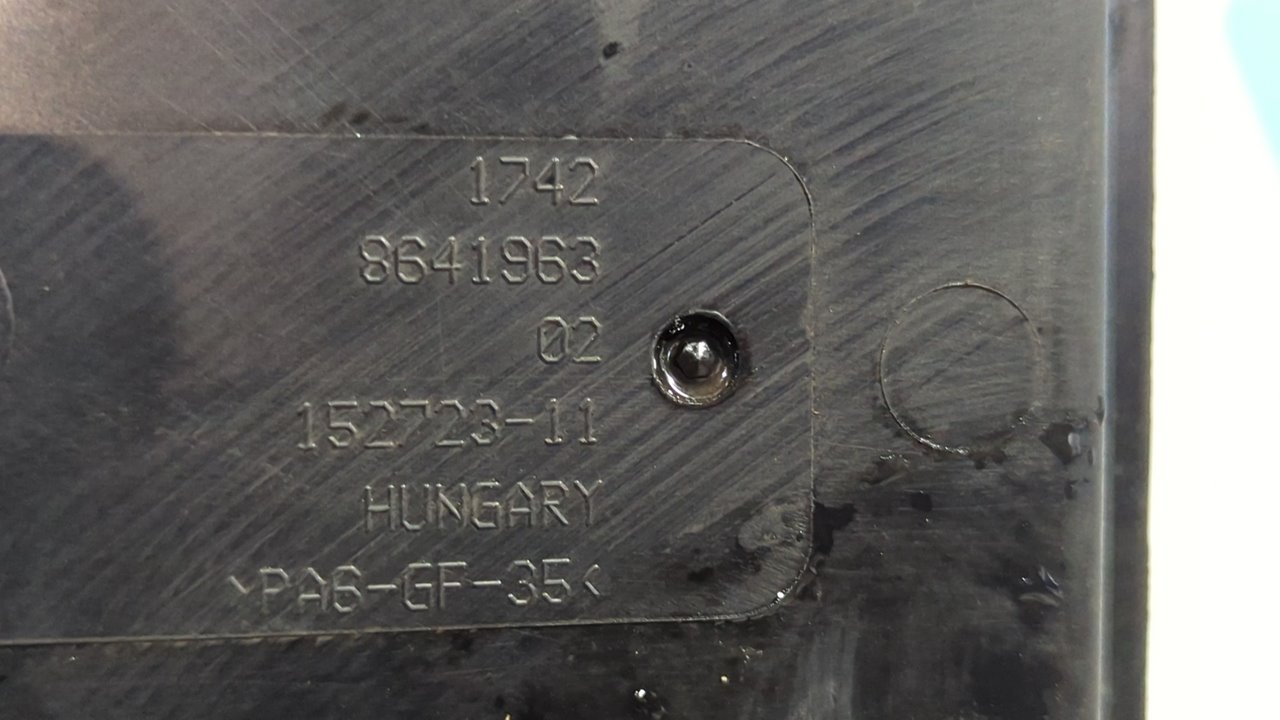 1742
8641963
02
152723-11
HUNGARY
>PA6-GF-35<